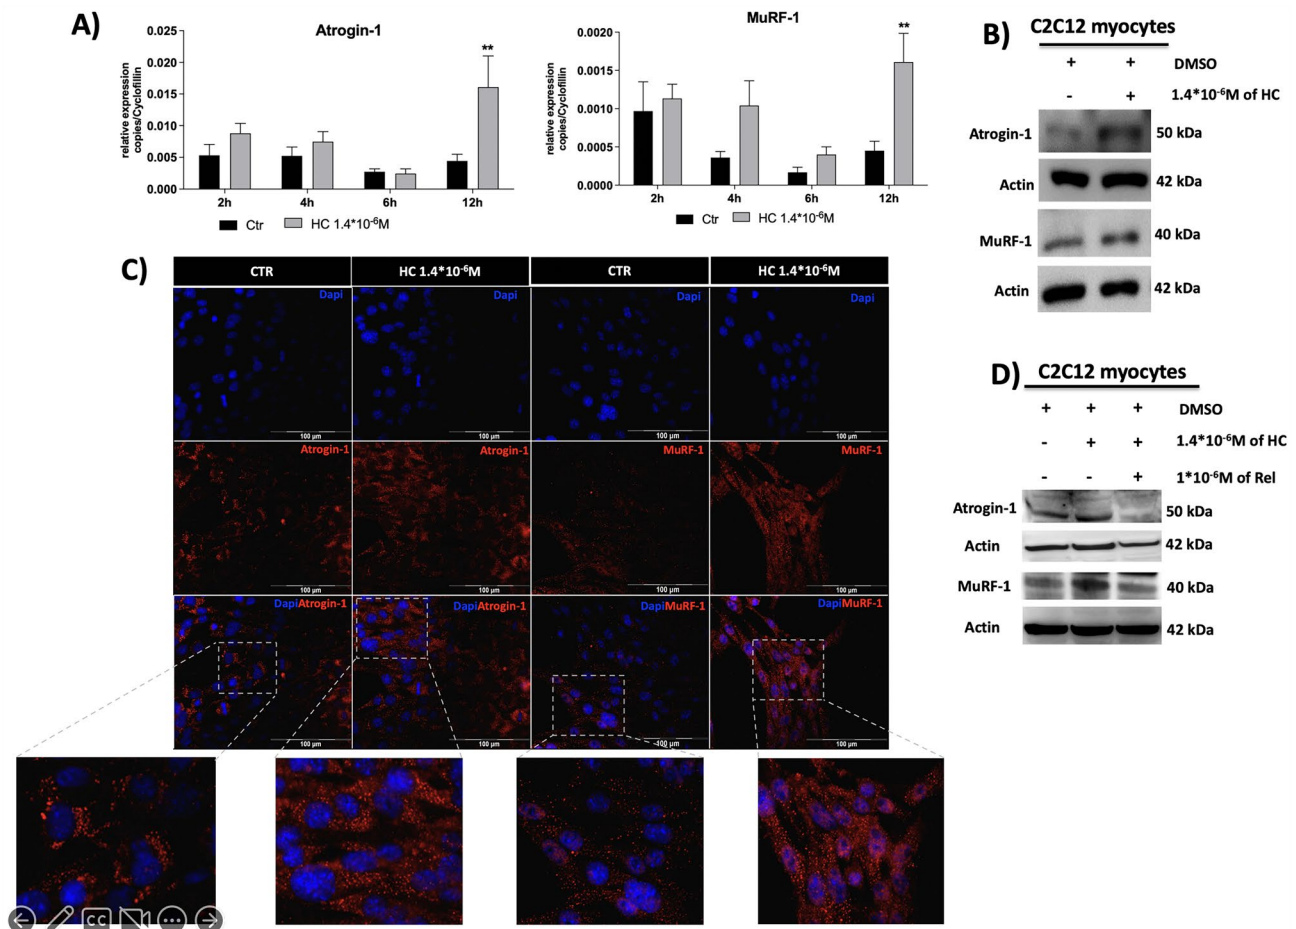 A)
Atrogin-1
relative expression
copies/Cyclofillin
0.025
0.020
0.015
0.010
0.005
0.000
**
2h
4h
6h
12h
Ctr
HC 1.4*10-6M
MuRF-1
relative expression
copies/Cyclofillin
0.0020
0.0015
0.0010
0.0005
0.0000
**
2h
4h
6h
12h
Ctr
HC 1.4*10-6M
B)
C2C12 myocytes
+ + DMSO
- + 1.4*10-6M of HC
Atrogin-1 50 kDa
Actin 42 kDa
MuRF-1 40 kDa
Actin 42 kDa
C)
CTR HC 1.4*10-6M CTR HC 1.4*10-6M
Dapi Dapi Dapi Dapi
100 µm 100 µm 100 µm 100 µm
Atrogin-1 Atrogin-1 MuRF-1 MuRF-1
100 µm 100 µm 100 µm 100 µm
DapiAtrogin-1 DapiAtrogin-1 DapiMuRF-1 DapiMuRF-1
100 µm 100 µm 100 µm 100 µm
CC
D)
C2C12 myocytes
+ + + DMSO
- + + 1.4*10-6M of HC
- - + 1*10-6M of Rel
Atrogin-1 50 kDa
Actin 42 kDa
MuRF-1 40 kDa
Actin 42 kDa